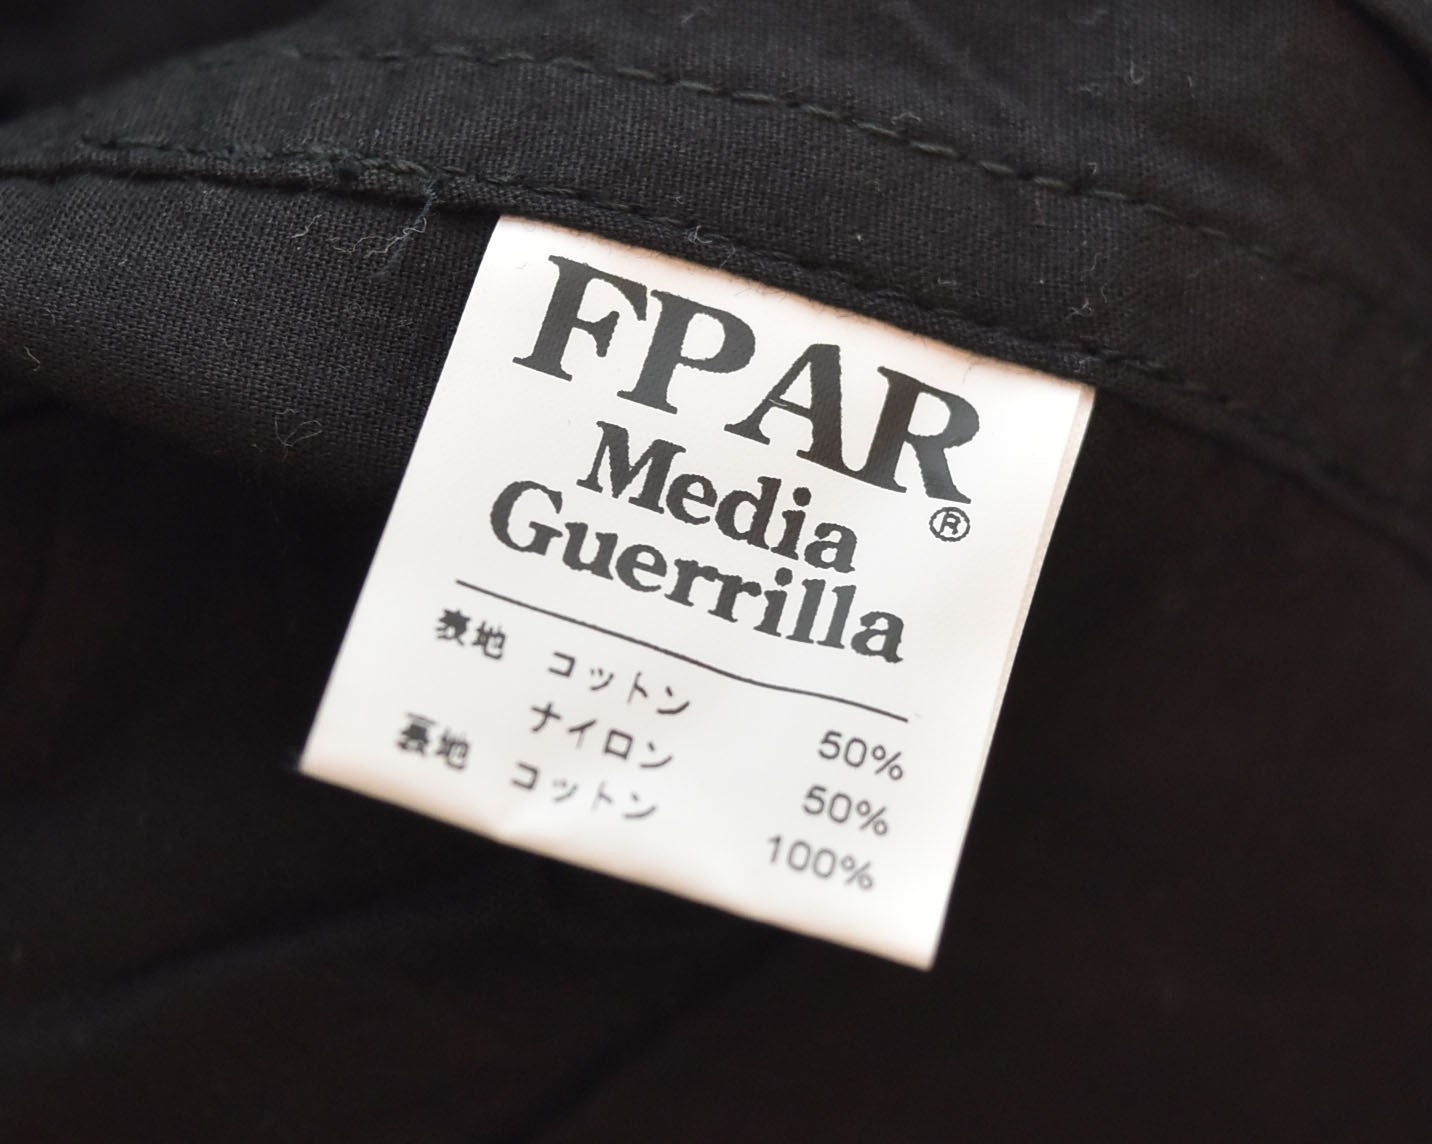 FPAR
®
Media
Guerrilla
表地 コットン 50%
ナイロン 50%
裏地 コットン 100%